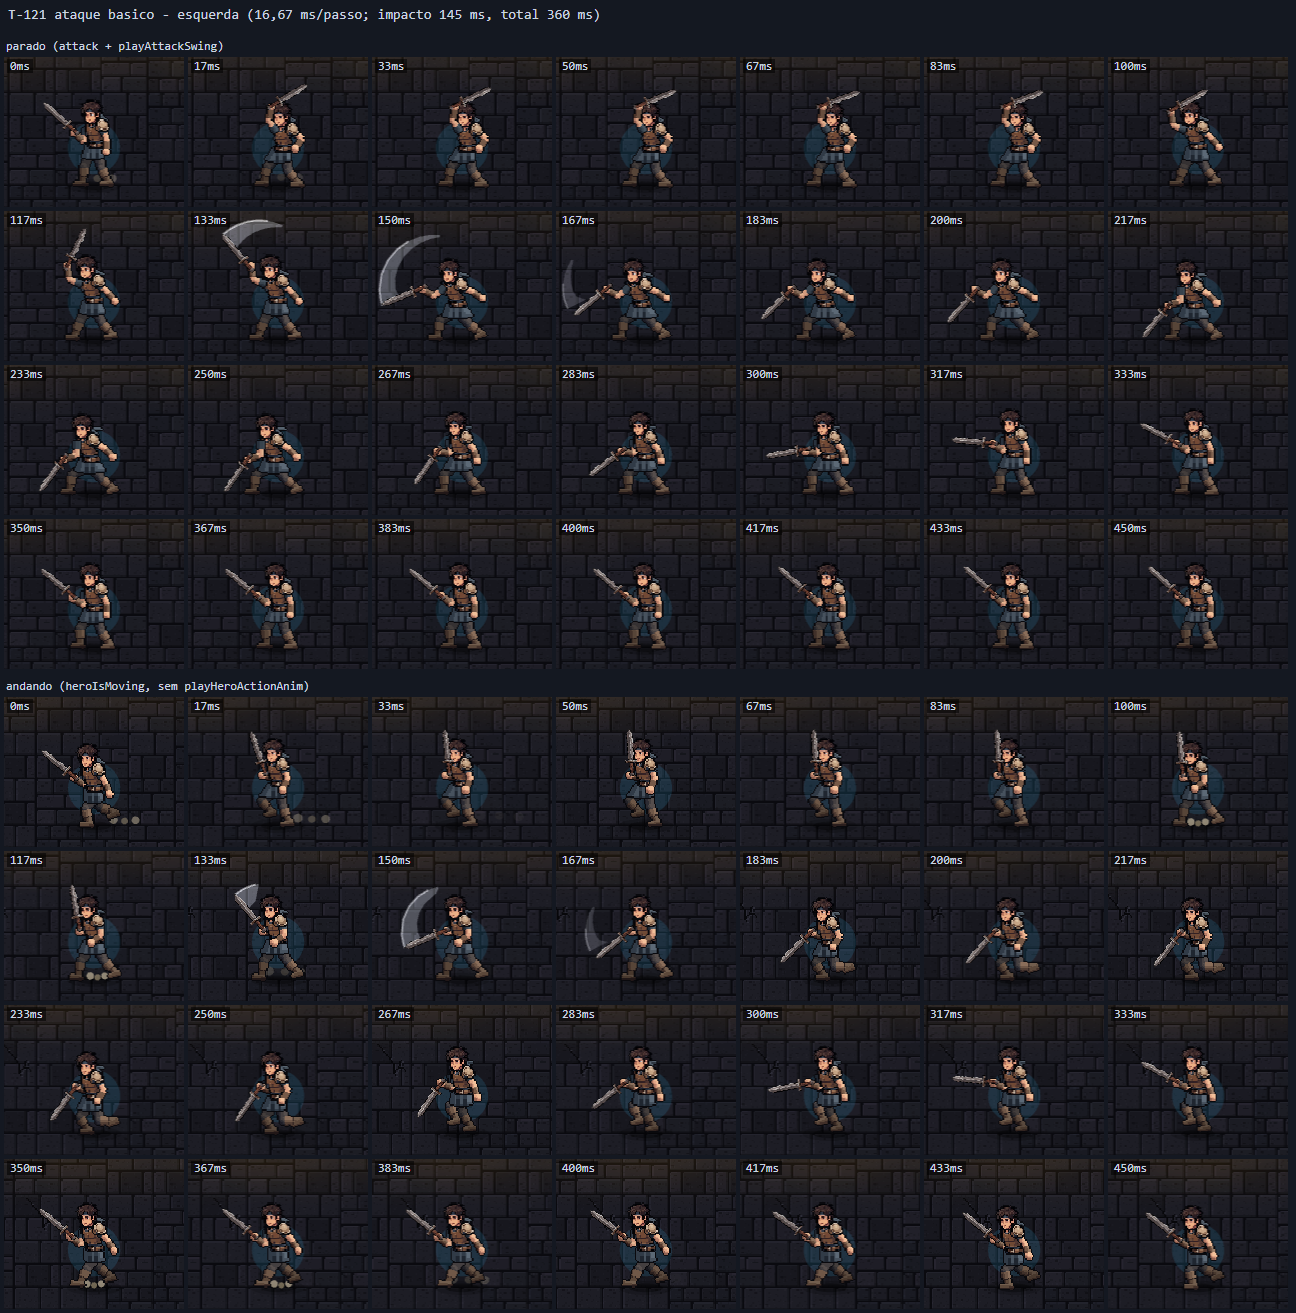 T-121 ataque basico - esquerda (16,67 ms/passo; impacto 145 ms, total 360 ms)
parado (attack + playAttackSwing)
0ms 17ms 33ms 50ms 67ms 83ms 100ms
117ms 133ms 150ms 167ms 183ms 200ms 217ms
233ms 250ms 267ms 283ms 300ms 317ms 333ms
350ms 367ms 383ms 400ms 417ms 433ms 450ms
andando (heroIsMoving, sem playHeroActionAnim)
0ms 17ms 33ms 50ms 67ms 83ms 100ms
117ms 133ms 150ms 167ms 183ms 200ms 217ms
233ms 250ms 267ms 283ms 300ms 317ms 333ms
350ms 367ms 383ms 400ms 417ms 433ms 450ms